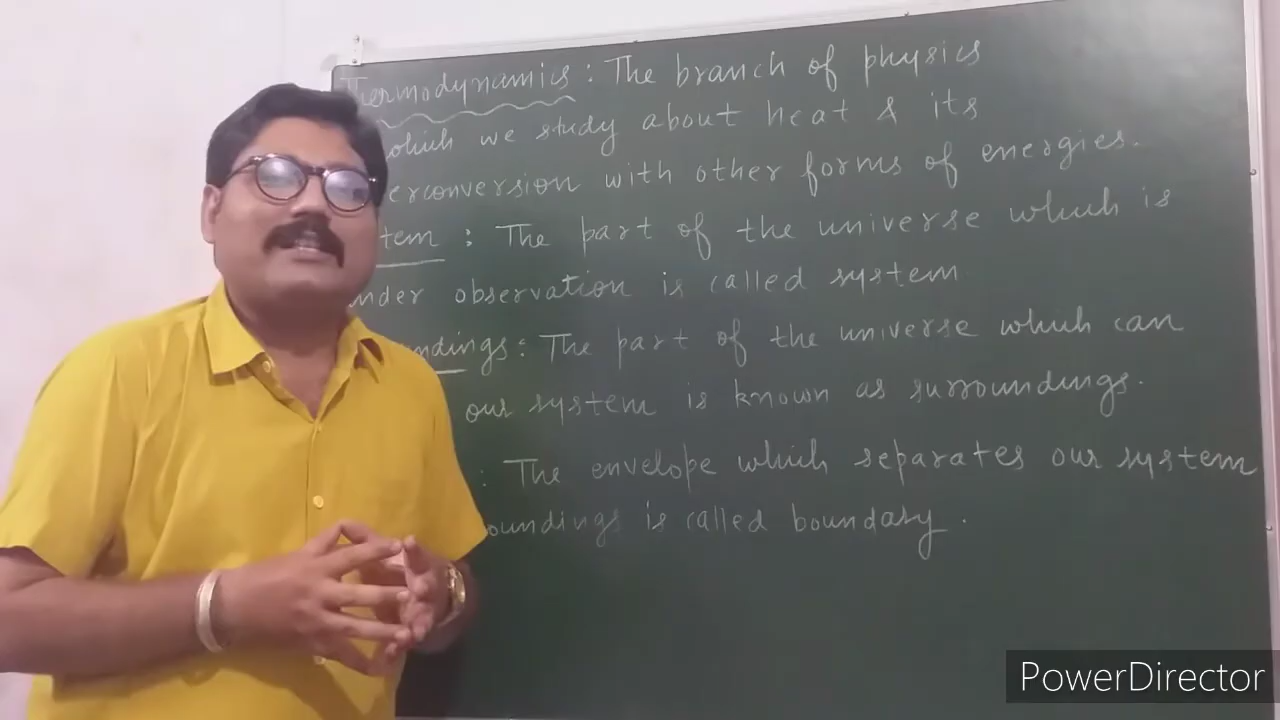 Thermodynamics : The branch of physics
which we study about heat & its
erconversion with other forms of energies.
tem : The part of the universe which is
under observation is called system
ndings : The part of the universe which can
our system is known as surroundings.
: The envelope which separates our system
oundings is called boundary.
PowerDirector